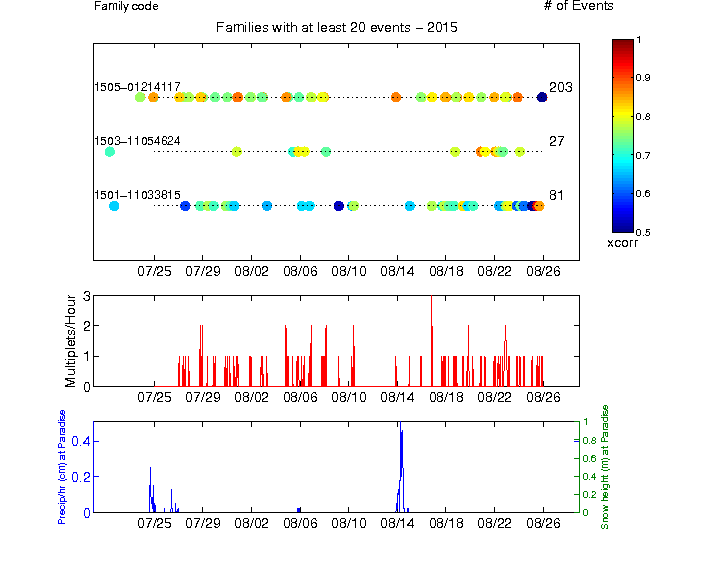 Family code # of Events
Families with at least 20 events − 2015
1505−01214117 203
1503−11054624 27
1501−11033815 81
1
0.9
0.8
0.7
0.6
0.5
xcorr
07/25 07/29 08/02 08/06 08/10 08/14 08/18 08/22 08/26
Multiplets/Hour
3
2
1
0
07/25 07/29 08/02 08/06 08/10 08/14 08/18 08/22 08/26
Precip/hr (cm) at Paradise
0.4
0.2
0
Snow height (m) at Paradise
1
0.8
0.6
0.4
0.2
0
07/25 07/29 08/02 08/06 08/10 08/14 08/18 08/22 08/26